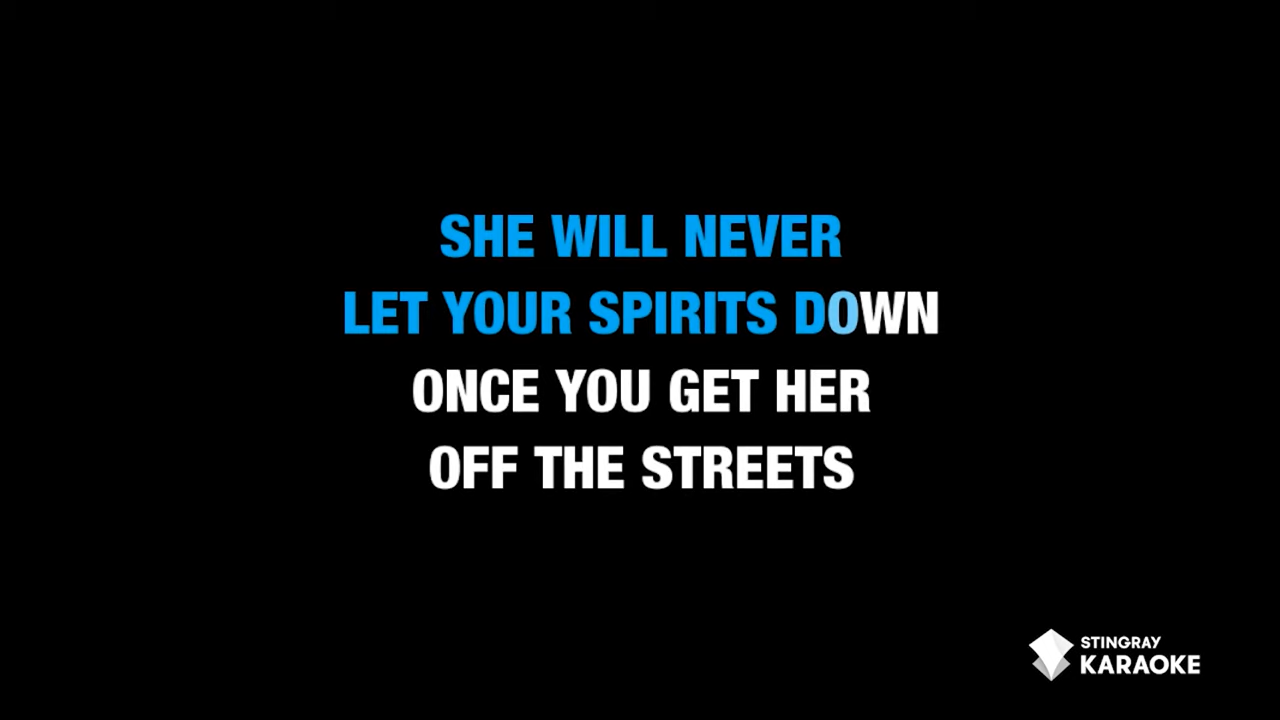 SHE WILL NEVER
LET YOUR SPIRITS DOWN
ONCE YOU GET HER
OFF THE STREETS
STINGRAY
KARAOKE